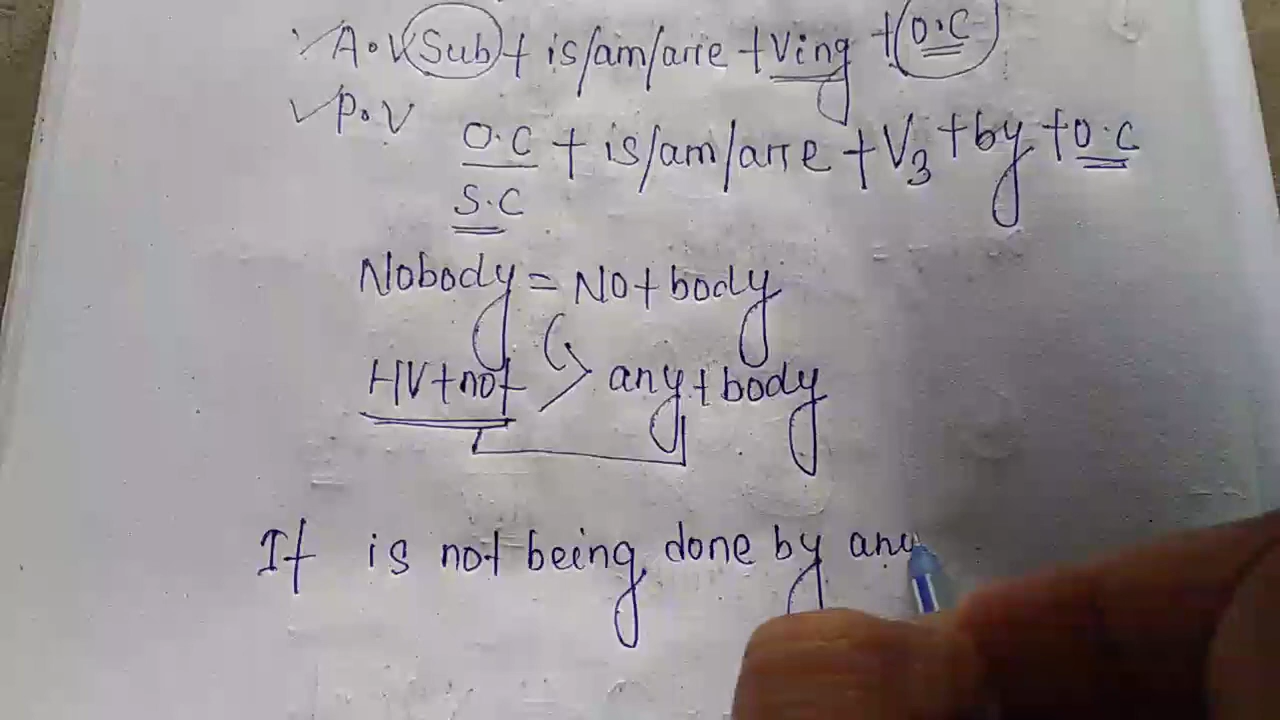 A.V Sub + is/am/are + Ving + O.C
P.V O.C + is/am/are + V3 + by + O.C
S.C
Nobody = No + body
HV + not > any + body
It is not being done by any